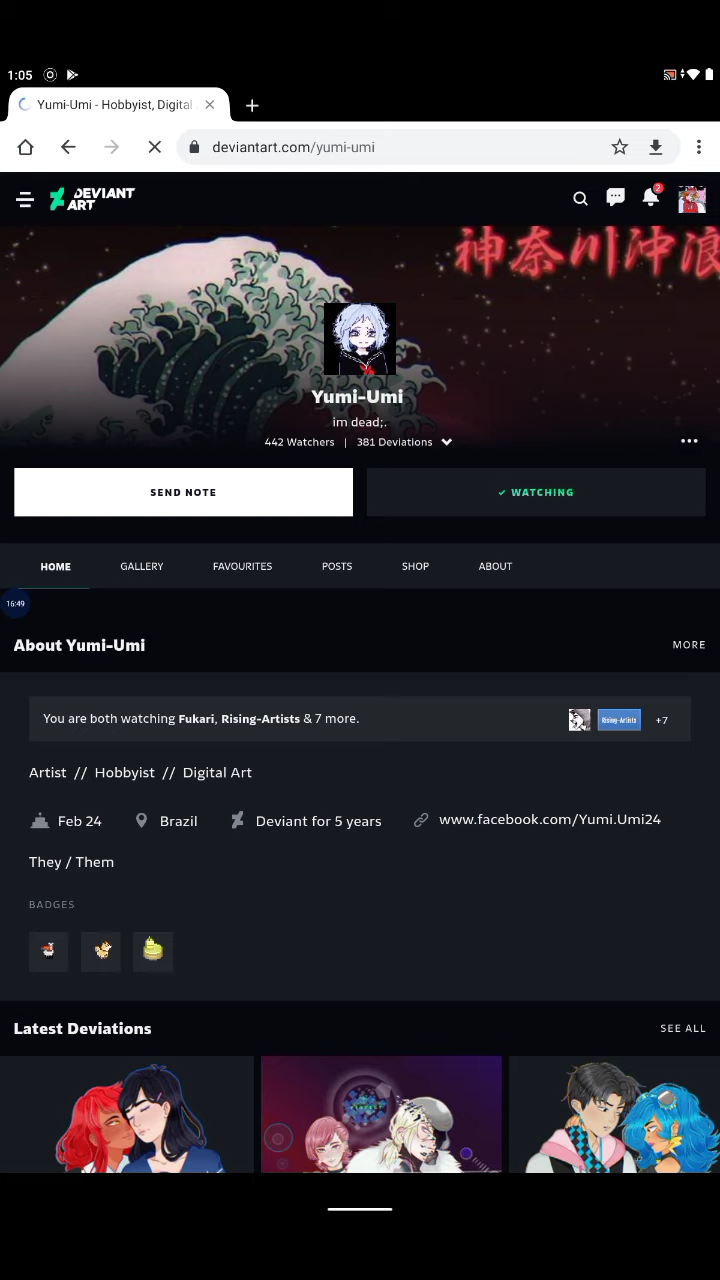 1:05
Yumi-Umi - Hobbyist, Digital
deviantart.com/yumi-umi
2
DEVIANT
ART
神奈川沖浪
Yumi-Umi
im dead;.
442 Watchers | 381 Deviations
SEND NOTE
✓ WATCHING
HOME GALLERY FAVOURITES POSTS SHOP ABOUT
16:49
About Yumi-Umi MORE
You are both watching Fukari, Rising-Artists & 7 more. Rising-Artists +7
Artist // Hobbyist // Digital Art
Feb 24 Brazil Deviant for 5 years www.facebook.com/Yumi.Umi24
They / Them
BADGES
Latest Deviations SEE ALL